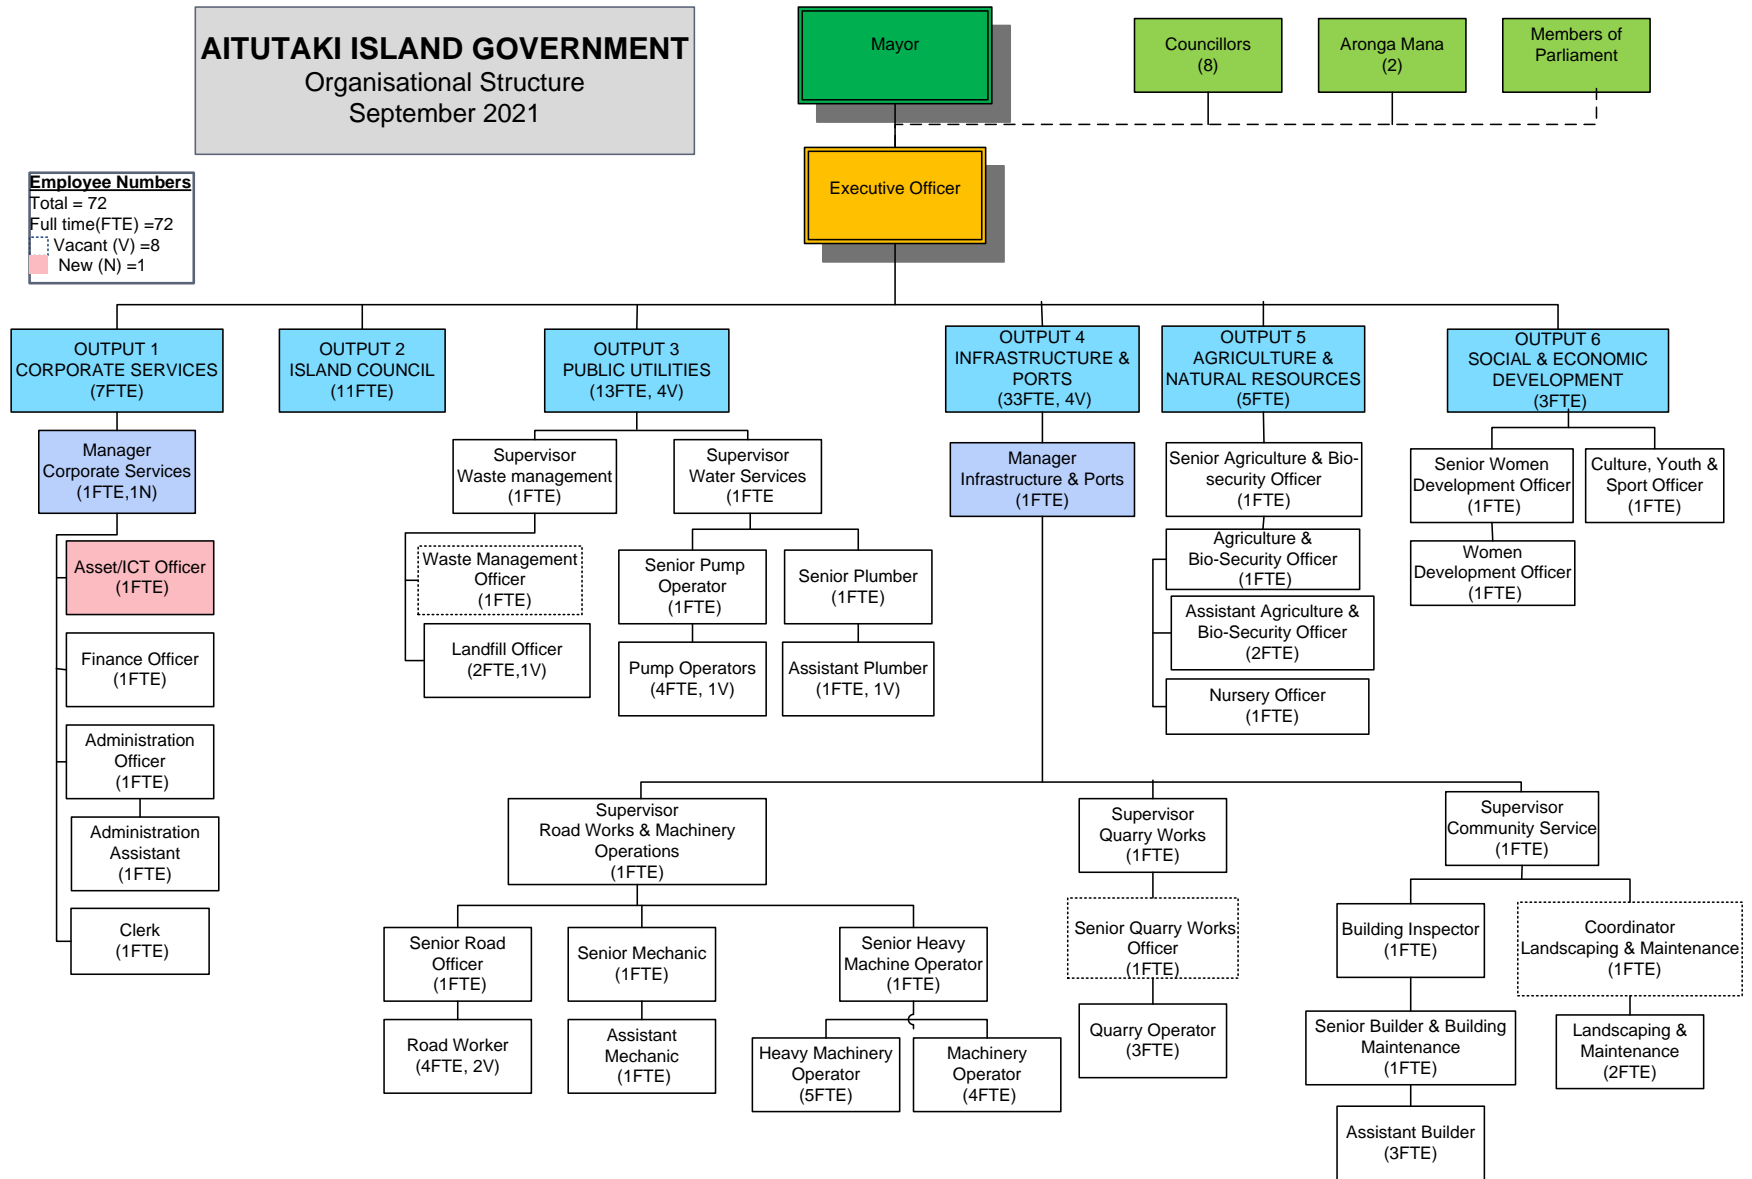 AITUTAKI ISLAND GOVERNMENT
Organisational Structure
September 2021
Mayor
Councillors
(8)
Aronga Mana
(2)
Members of
Parliament
Executive Officer
Employee Numbers
Total = 72
Full time(FTE) =72
Vacant (V) =8
New (N) =1
OUTPUT 1
CORPORATE SERVICES
(7FTE)
OUTPUT 2
ISLAND COUNCIL
(11FTE)
OUTPUT 3
PUBLIC UTILITIES
(13FTE, 4V)
OUTPUT 4
INFRASTRUCTURE &
PORTS
(33FTE, 4V)
OUTPUT 5
AGRICULTURE &
NATURAL RESOURCES
(5FTE)
OUTPUT 6
SOCIAL & ECONOMIC
DEVELOPMENT
(3FTE)
Manager
Corporate Services
(1FTE,1N)
Asset/ICT Officer
(1FTE)
Finance Officer
(1FTE)
Administration
Officer
(1FTE)
Administration
Assistant
(1FTE)
Clerk
(1FTE)
Supervisor
Waste management
(1FTE)
Waste Management
Officer
(1FTE)
Landfill Officer
(2FTE,1V)
Supervisor
Water Services
(1FTE
Senior Pump
Operator
(1FTE)
Pump Operators
(4FTE, 1V)
Senior Plumber
(1FTE)
Assistant Plumber
(1FTE, 1V)
Manager
Infrastructure & Ports
(1FTE)
Senior Agriculture & Bio-
security Officer
(1FTE)
Agriculture &
Bio-Security Officer
(1FTE)
Assistant Agriculture &
Bio-Security Officer
(2FTE)
Nursery Officer
(1FTE)
Senior Women
Development Officer
(1FTE)
Women
Development Officer
(1FTE)
Culture, Youth &
Sport Officer
(1FTE)
Supervisor
Road Works & Machinery
Operations
(1FTE)
Senior Road
Officer
(1FTE)
Road Worker
(4FTE, 2V)
Senior Mechanic
(1FTE)
Assistant
Mechanic
(1FTE)
Senior Heavy
Machine Operator
(1FTE)
Heavy Machinery
Operator
(5FTE)
Machinery
Operator
(4FTE)
Supervisor
Quarry Works
(1FTE)
Senior Quarry Works
Officer
(1FTE)
Quarry Operator
(3FTE)
Supervisor
Community Service
(1FTE)
Building Inspector
(1FTE)
Senior Builder & Building
Maintenance
(1FTE)
Assistant Builder
(3FTE)
Coordinator
Landscaping & Maintenance
(1FTE)
Landscaping &
Maintenance
(2FTE)